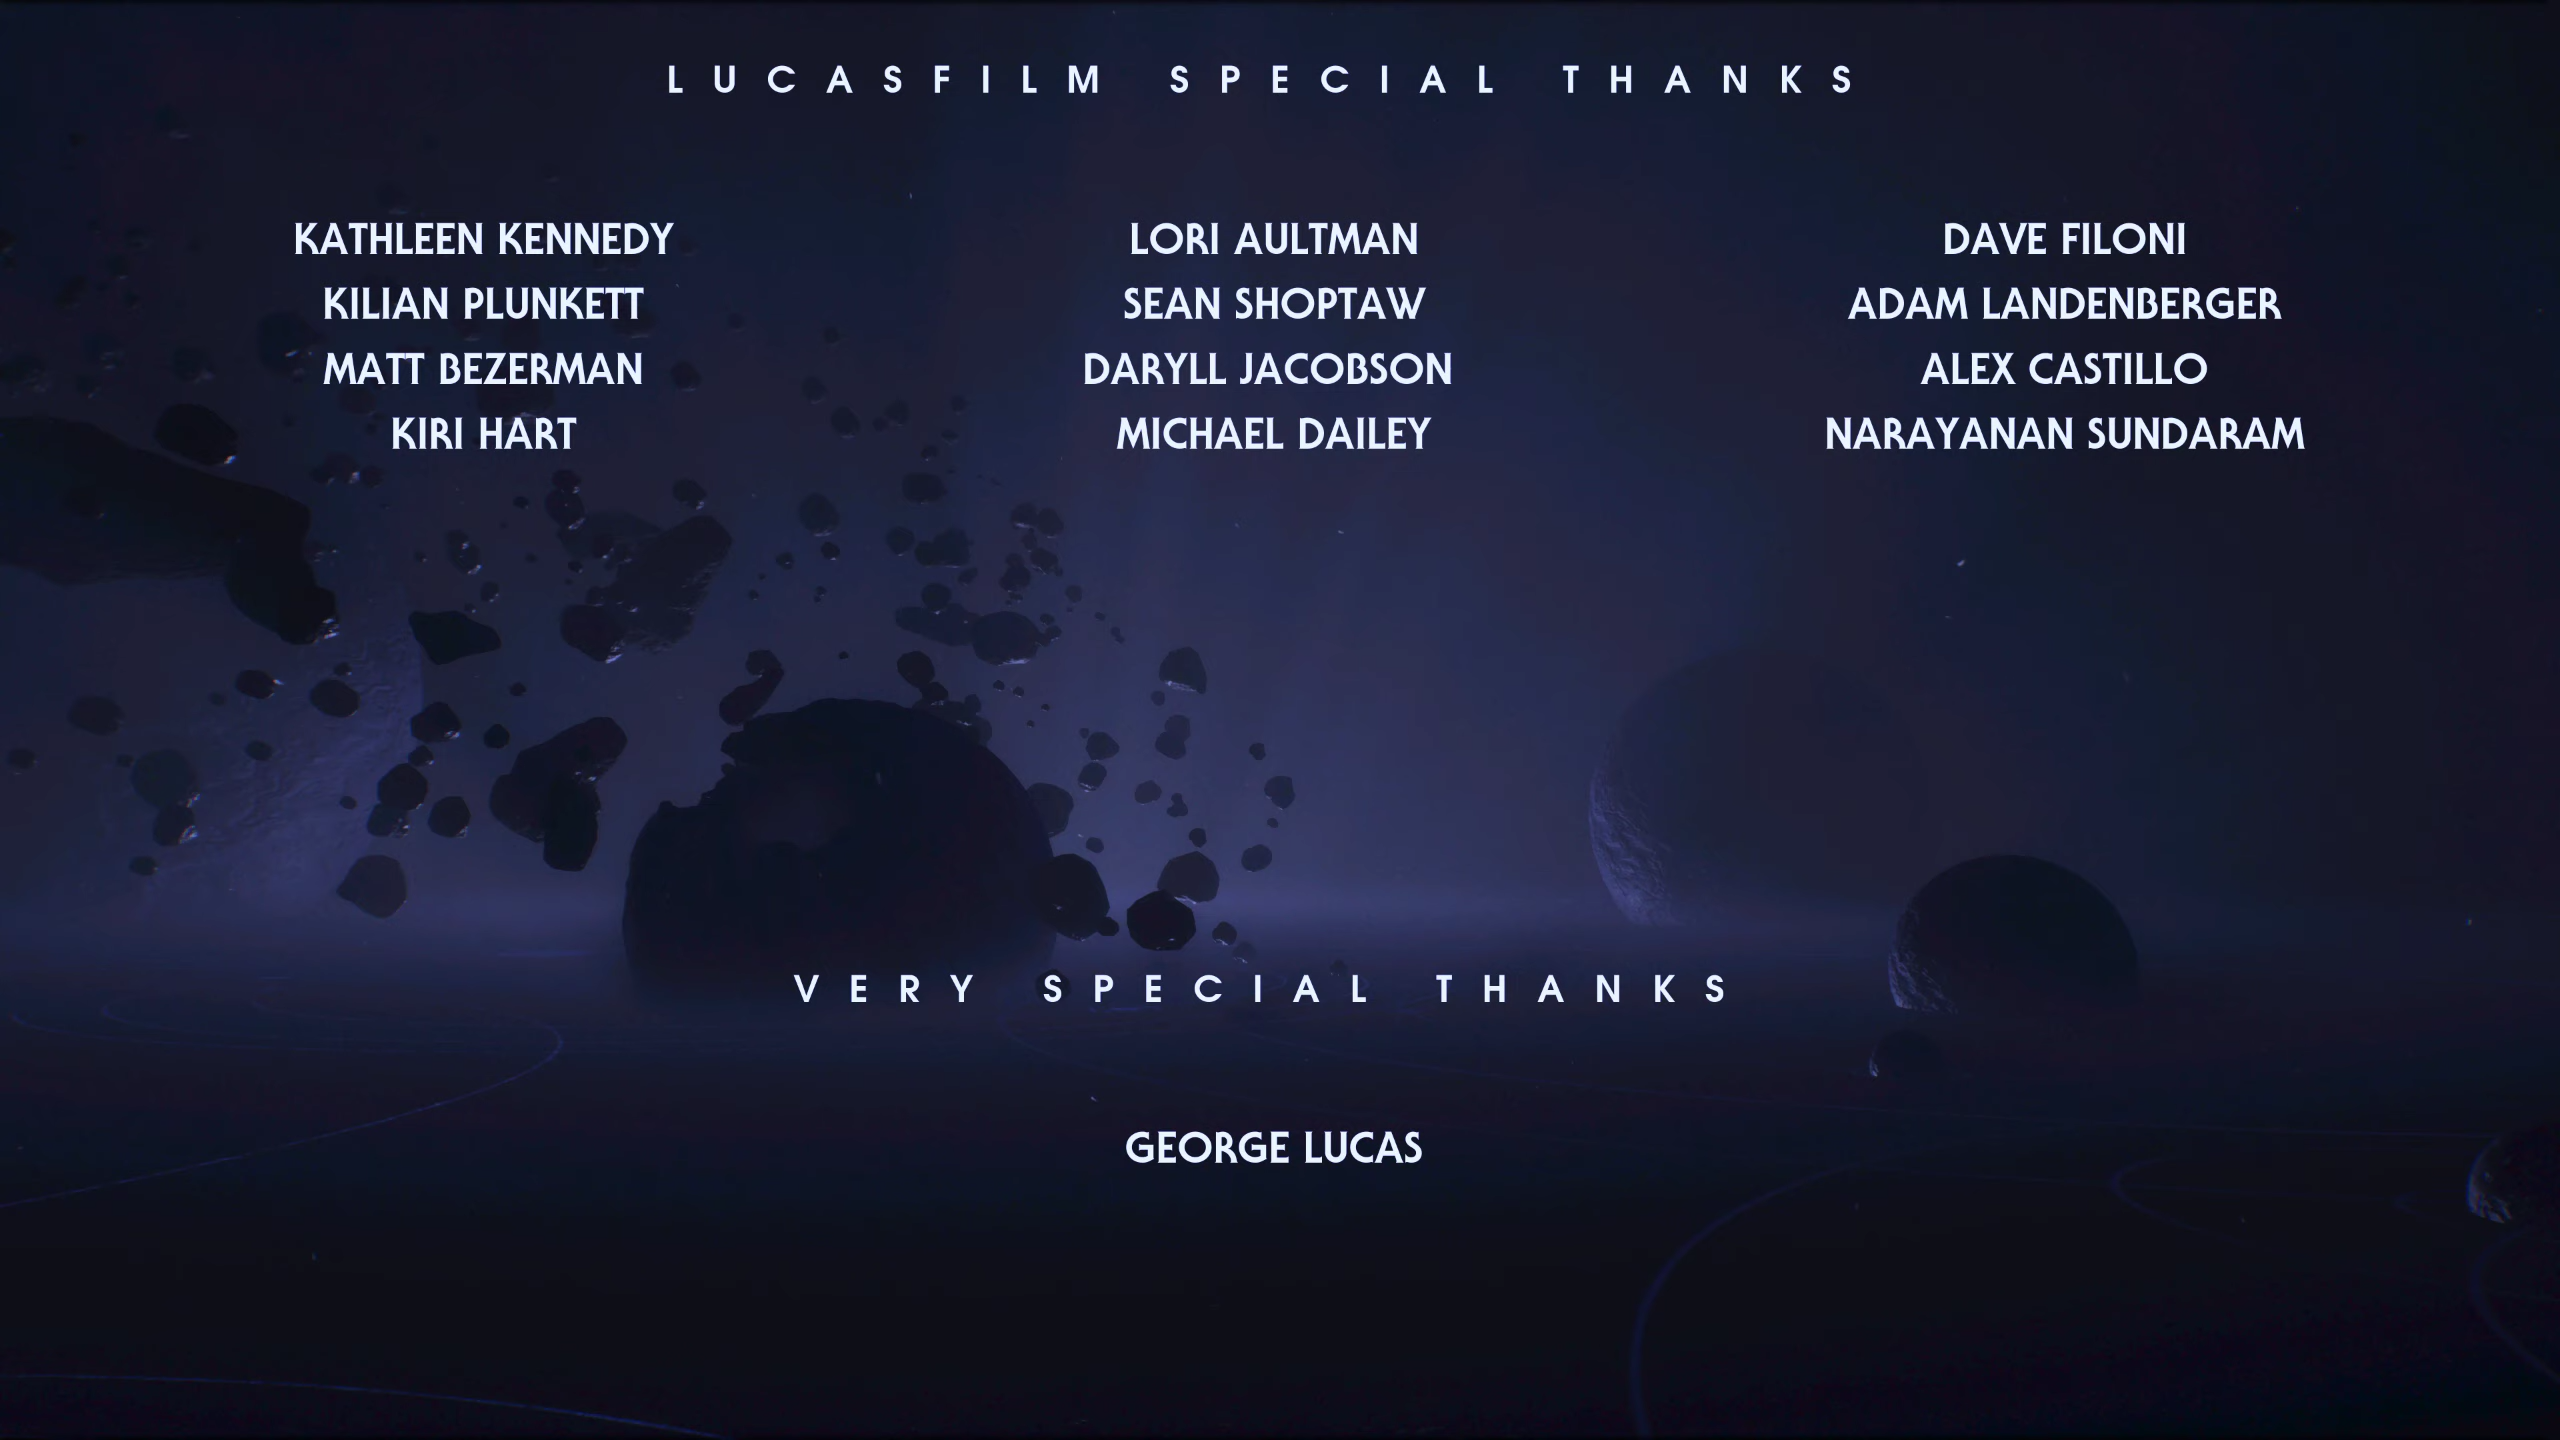 LUCASFILM SPECIAL THANKS
KATHLEEN KENNEDY
KILIAN PLUNKETT
MATT BEZERMAN
KIRI HART
LORI AULTMAN
SEAN SHOPTAW
DARYLL JACOBSON
MICHAEL DAILEY
DAVE FILONI
ADAM LANDENBERGER
ALEX CASTILLO
NARAYANAN SUNDARAM
VERY SPECIAL THANKS
GEORGE LUCAS